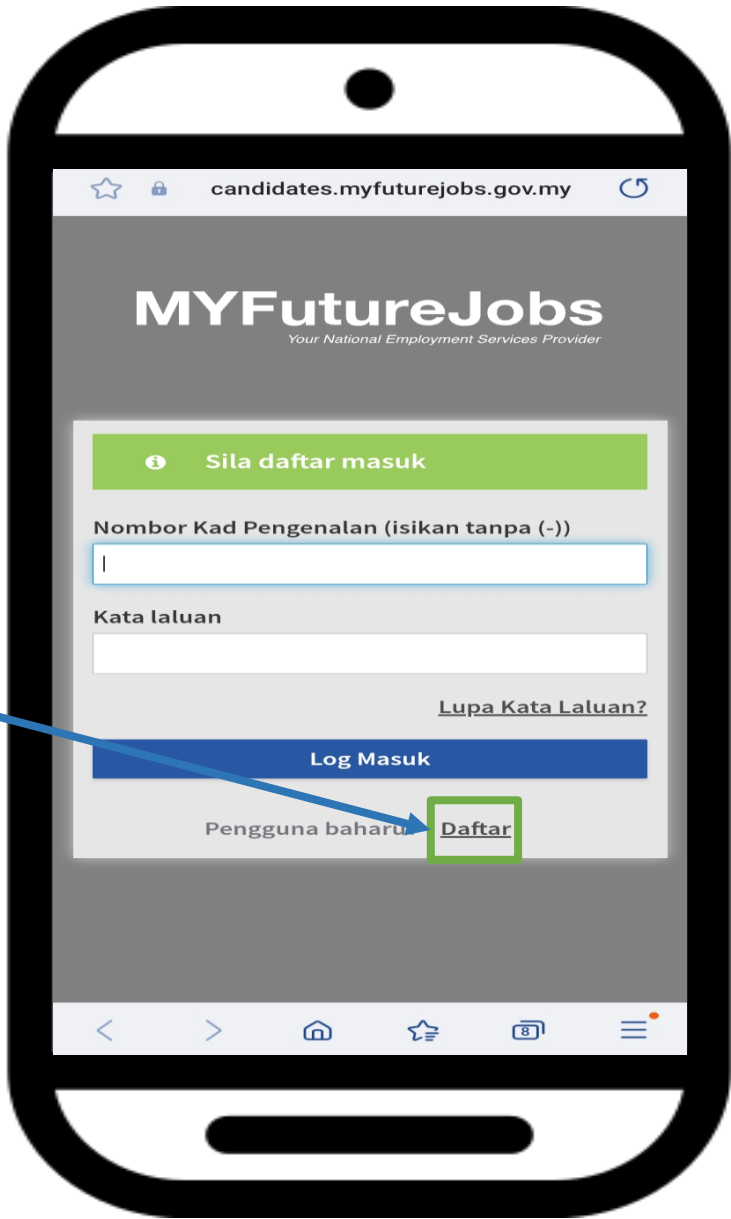 candidates.myfuturejobs.gov.my
MYFutureJobs
Your National Employment Services Provider
Sila daftar masuk
Nombor Kad Pengenalan (isikan tanpa (-))
Kata laluan
Lupa Kata Laluan?
Log Masuk
Pengguna baharu Daftar
8